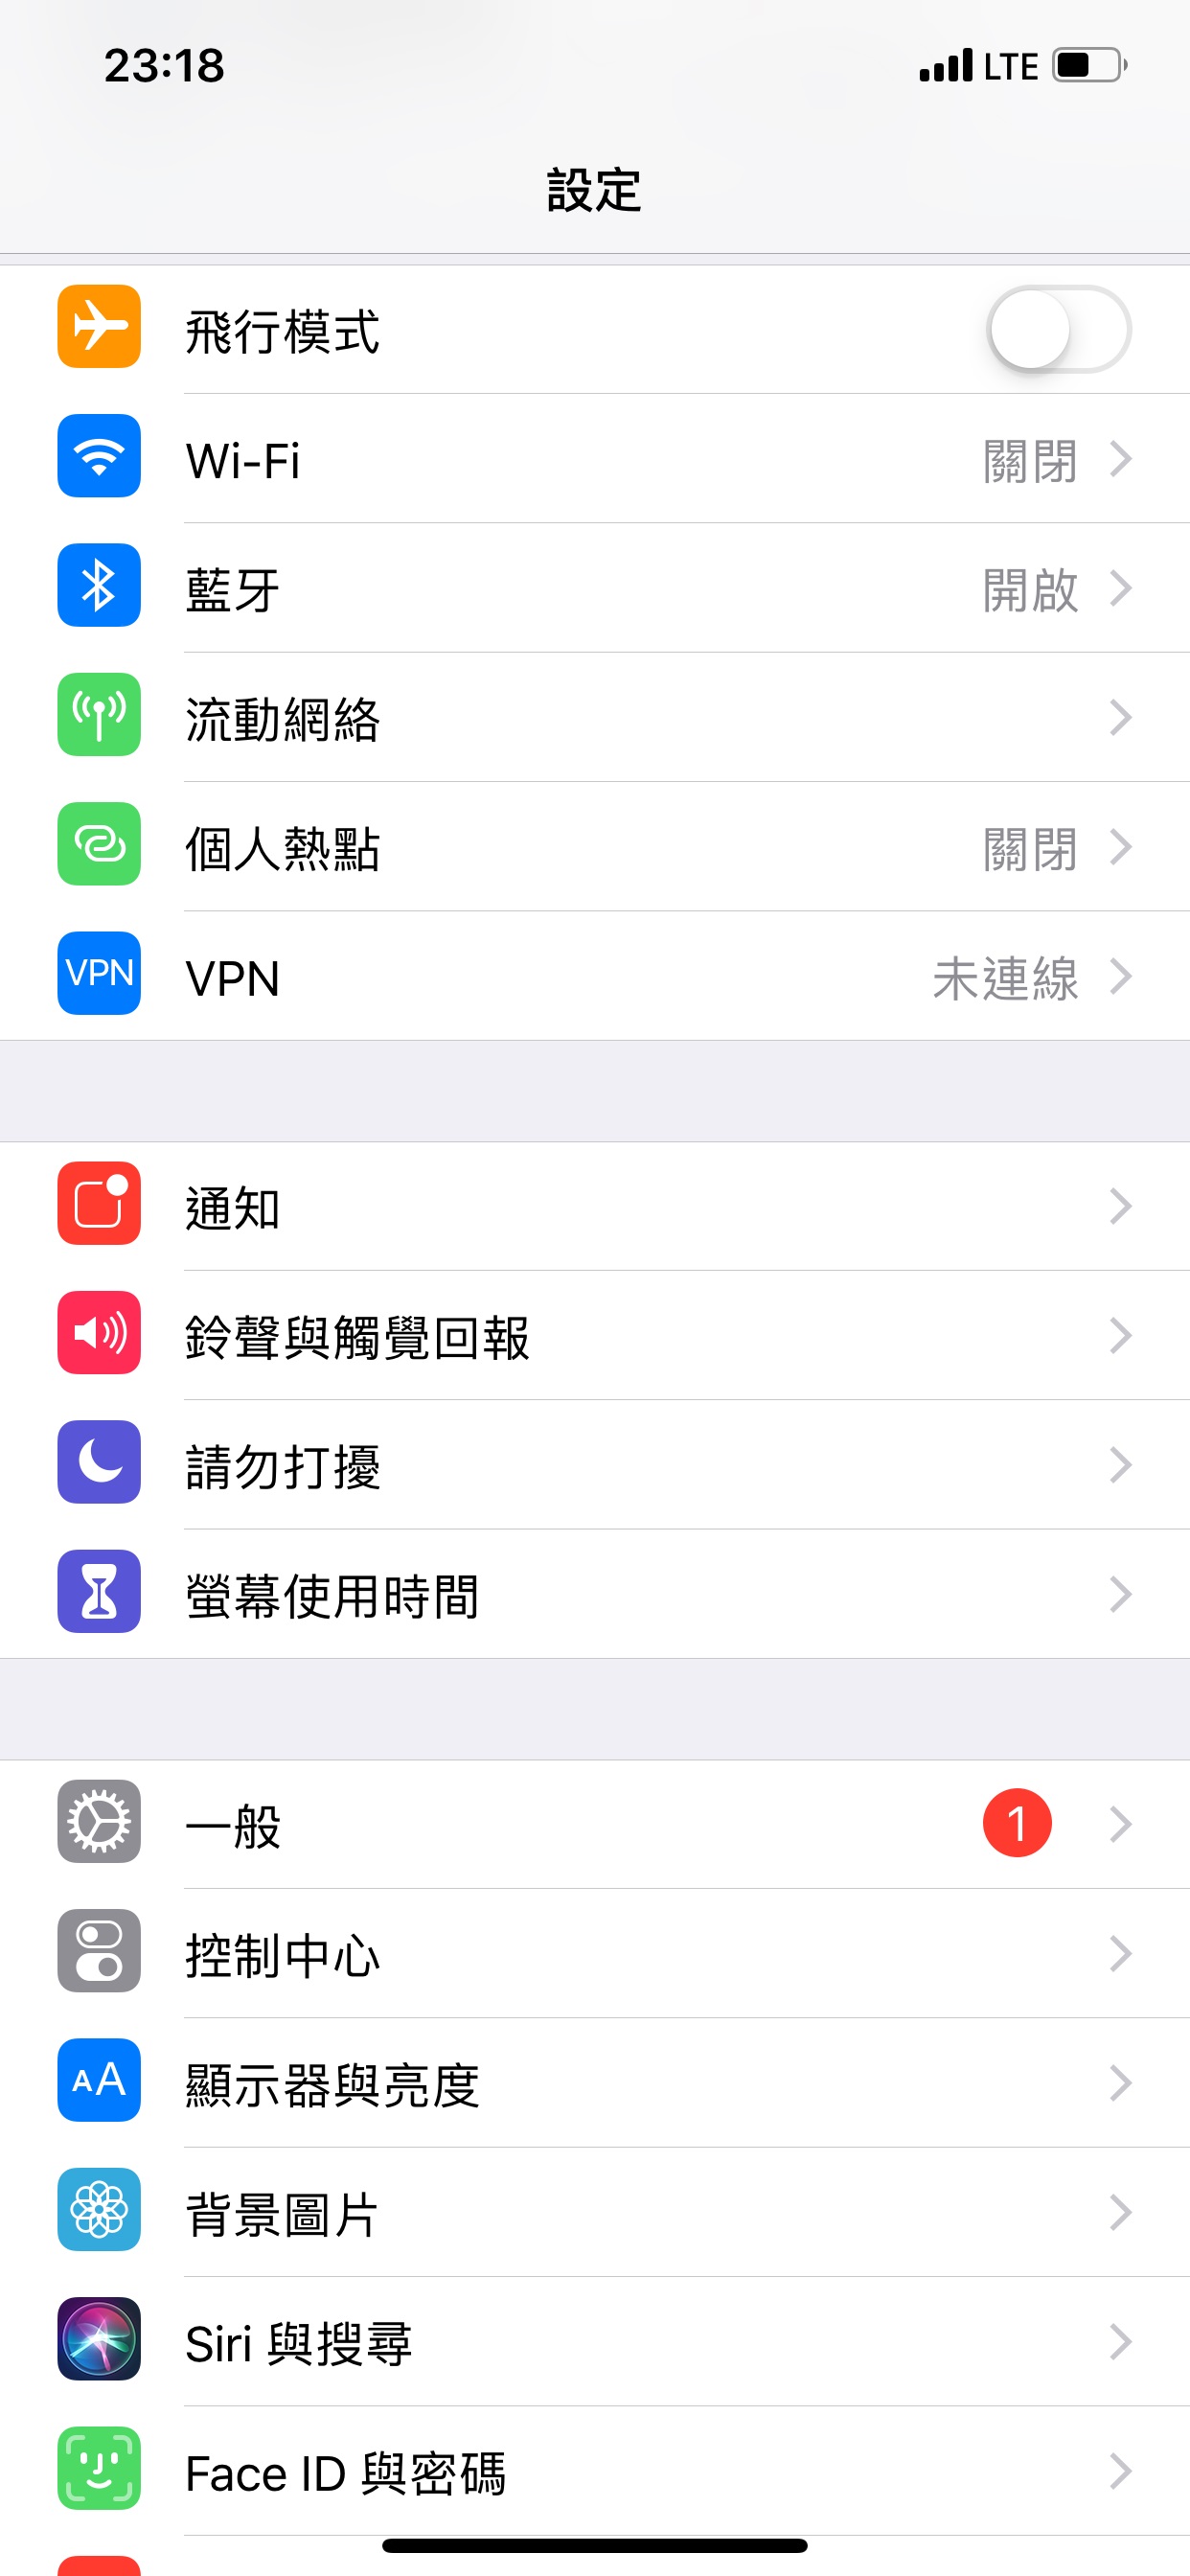 23:18 LTE
設定
飛行模式
Wi-Fi 關閉
藍牙 開啟
流動網絡
個人熱點 關閉
VPN VPN 未連線
通知
鈴聲與觸覺回報
請勿打擾
螢幕使用時間
一般 1
控制中心
AA 顯示器與亮度
背景圖片
Siri 與搜尋
Face ID 與密碼